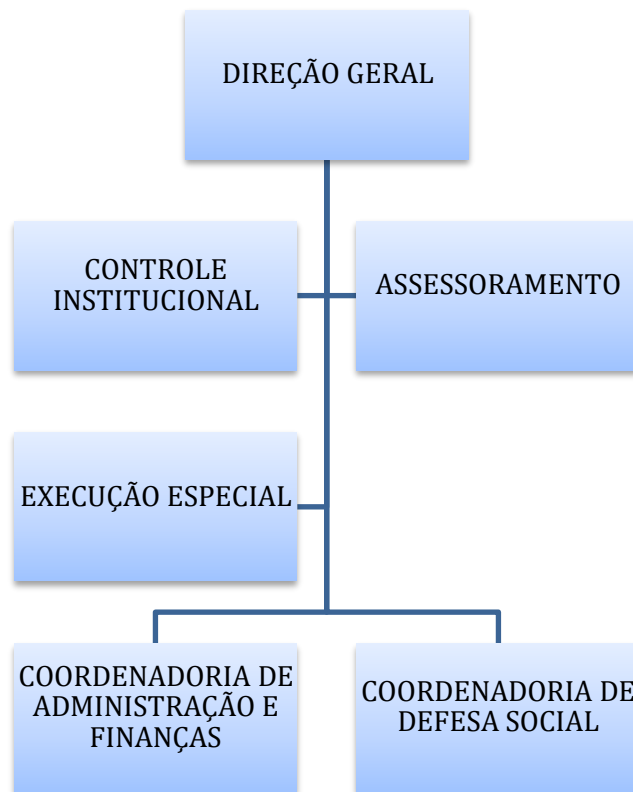 DIREÇÃO GERAL
CONTROLE
INSTITUCIONAL
ASSESSORAMENTO
EXECUÇÃO ESPECIAL
COORDENADORIA DE
ADMINISTRAÇÃO E
FINANÇAS
COORDENADORIA DE
DEFESA SOCIAL